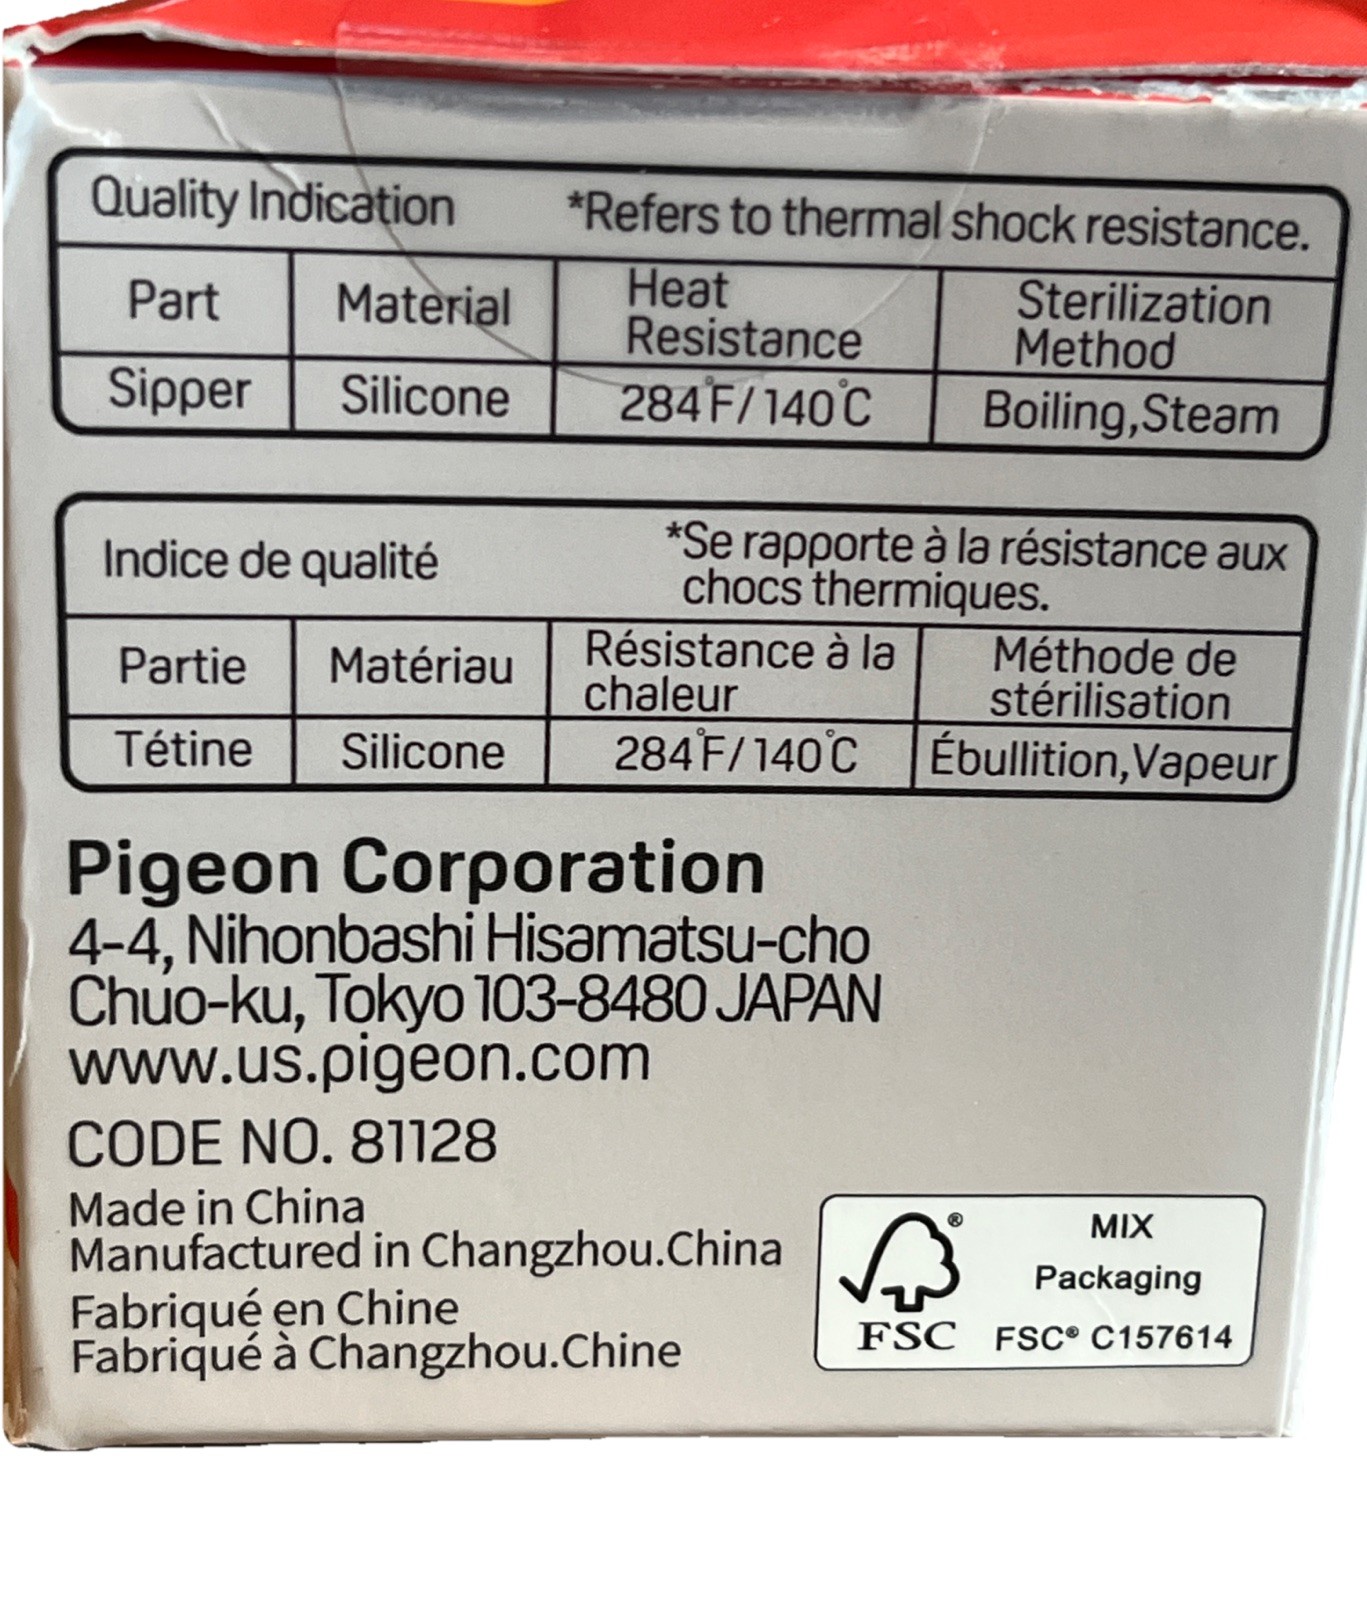 Quality Indication *Refers to thermal shock resistance.
Part Material Heat Resistance Sterilization Method
Sipper Silicone 284°F/140°C Boiling,Steam
Indice de qualité *Se rapporte à la résistance aux chocs thermiques.
Partie Matériau Résistance à la chaleur Méthode de stérilisation
Tétine Silicone 284°F/140°C Ébullition,Vapeur
Pigeon Corporation
4-4, Nihonbashi Hisamatsu-cho
Chuo-ku, Tokyo 103-8480 JAPAN
www.us.pigeon.com
CODE NO. 81128
Made in China
Manufactured in Changzhou.China
Fabriqué en Chine
Fabriqué à Changzhou.Chine
®
FSC
MIX
Packaging
FSC® C157614